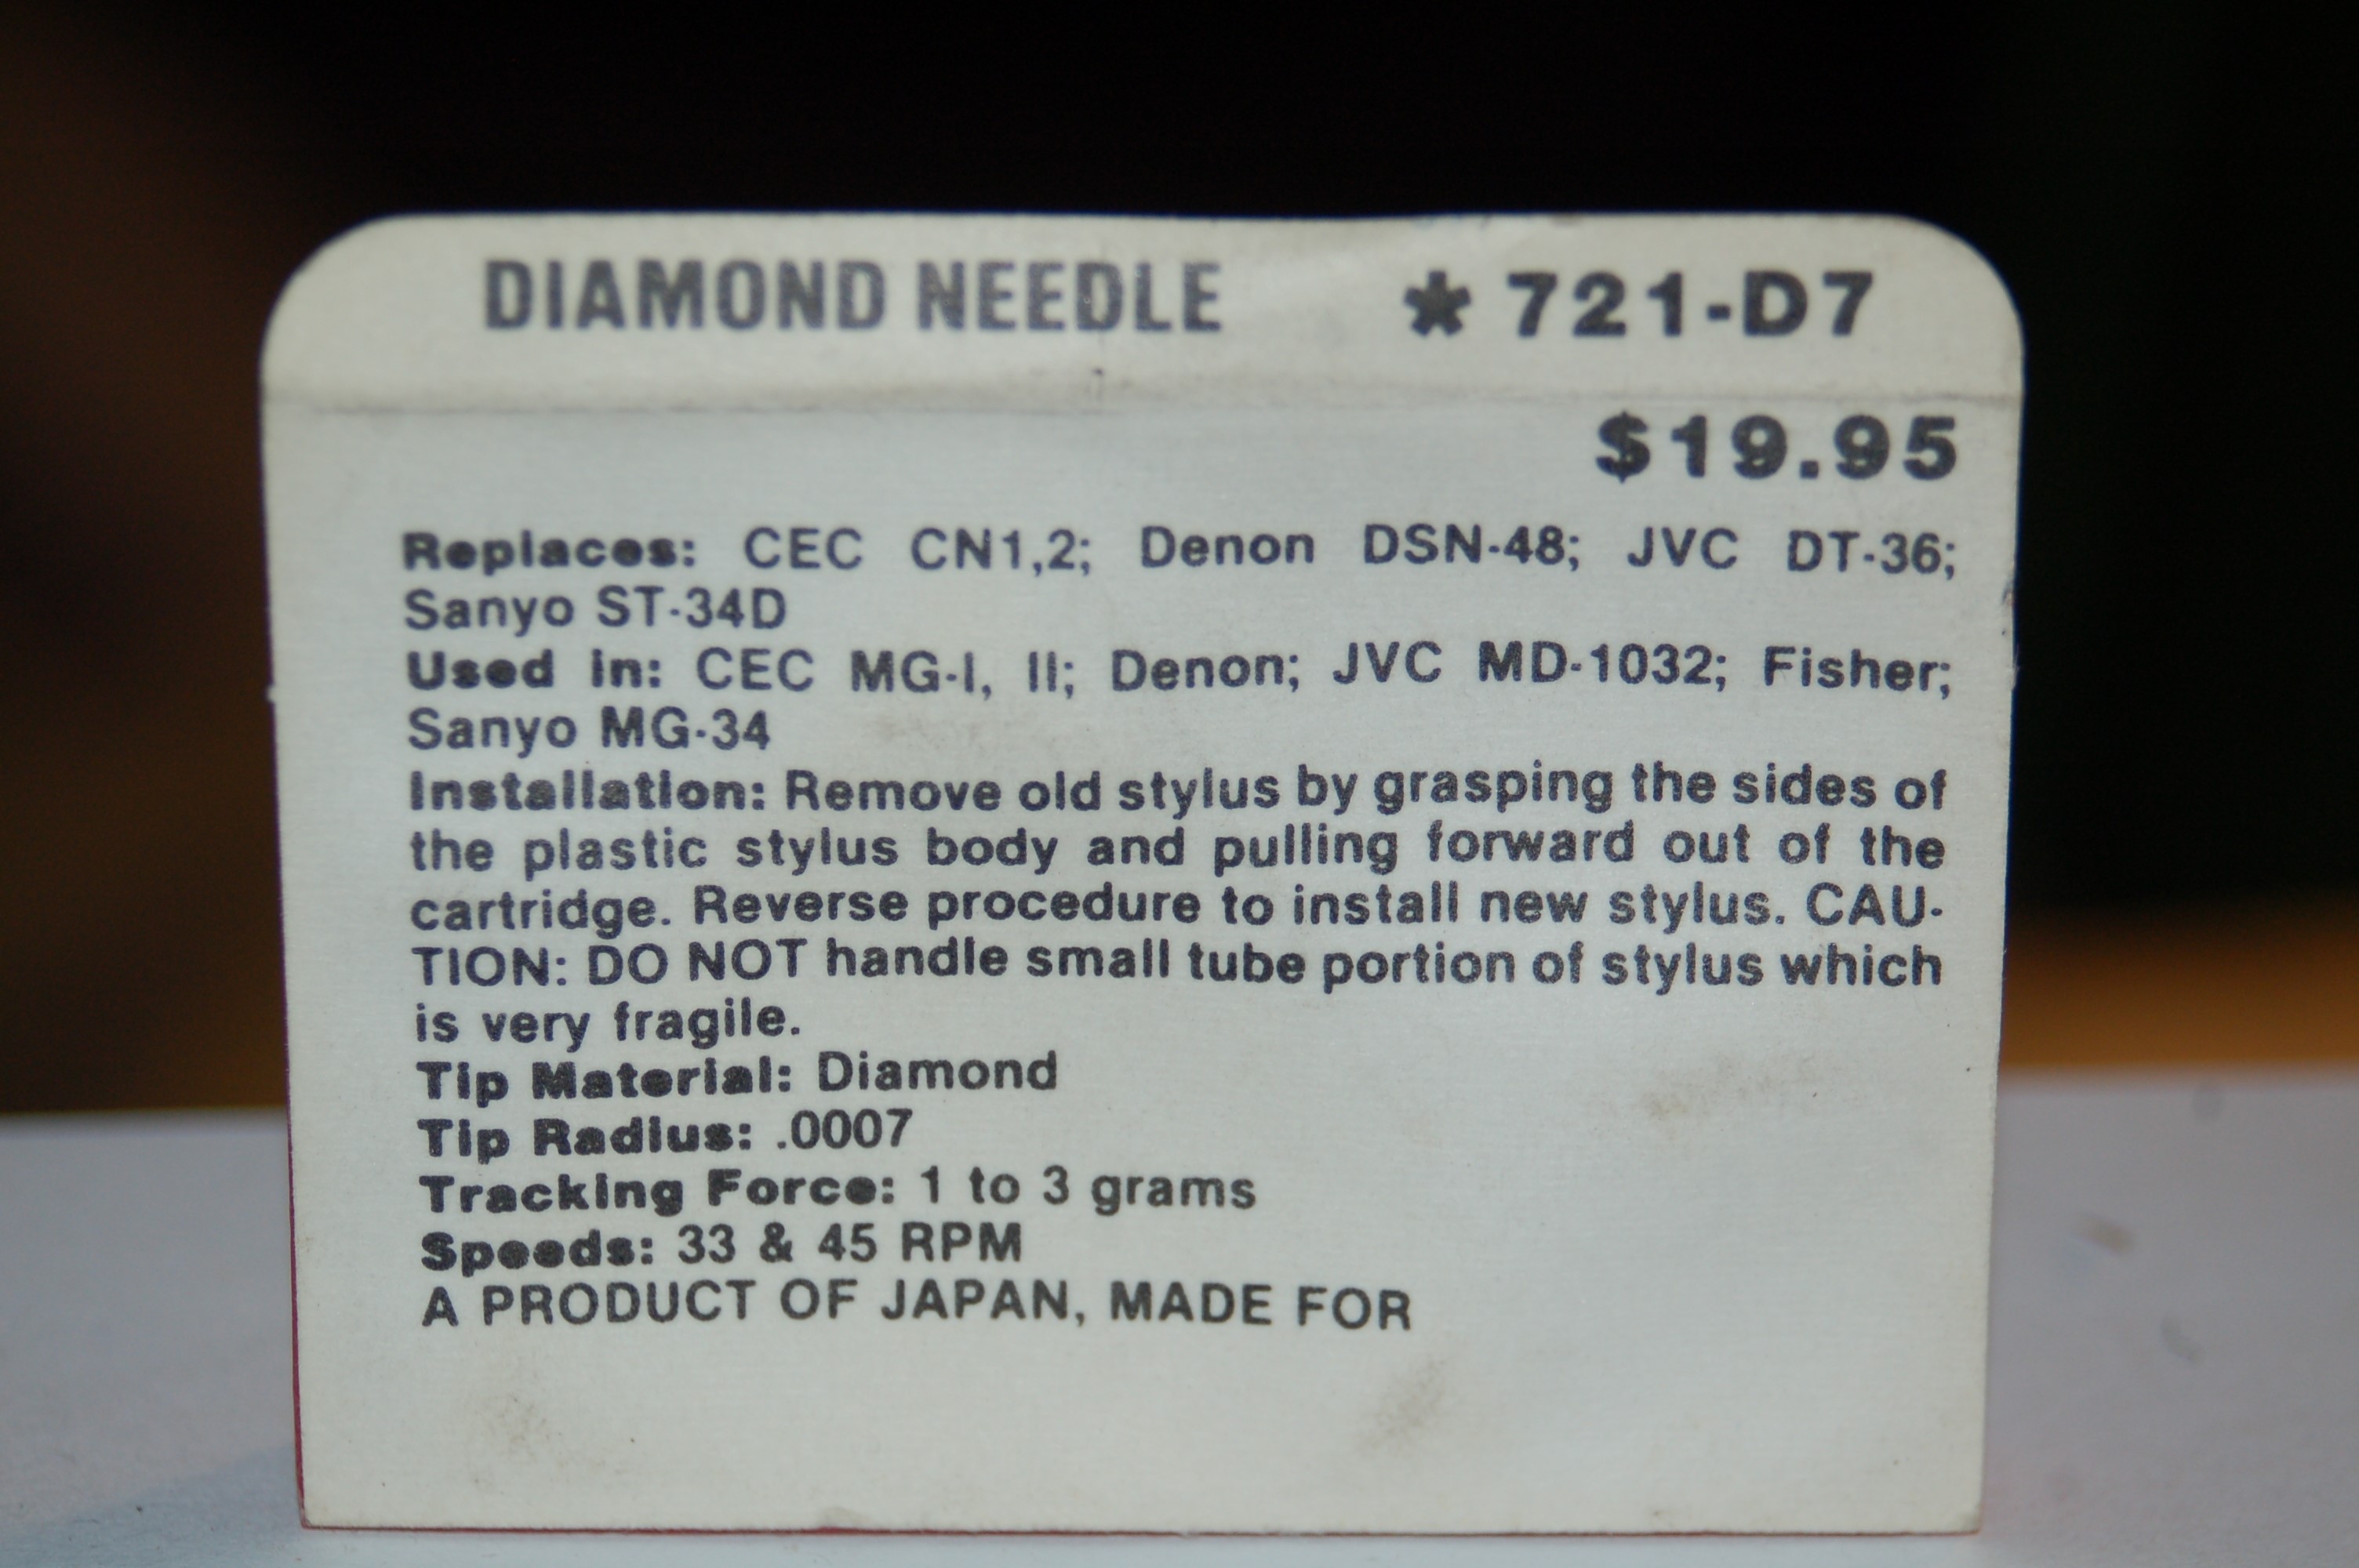 DIAMOND NEEDLE * 721-D7
$19.95
Replaces: CEC CN1,2; Denon DSN-48; JVC DT-36;
Sanyo ST-34D
Used in: CEC MG-I, II; Denon; JVC MD-1032; Fisher;
Sanyo MG-34
Installation: Remove old stylus by grasping the sides of
the plastic stylus body and pulling forward out of the
cartridge. Reverse procedure to install new stylus. CAU-
TION: DO NOT handle small tube portion of stylus which
is very fragile.
Tip Material: Diamond
Tip Radius: .0007
Tracking Force: 1 to 3 grams
Speeds: 33 & 45 RPM
A PRODUCT OF JAPAN, MADE FOR